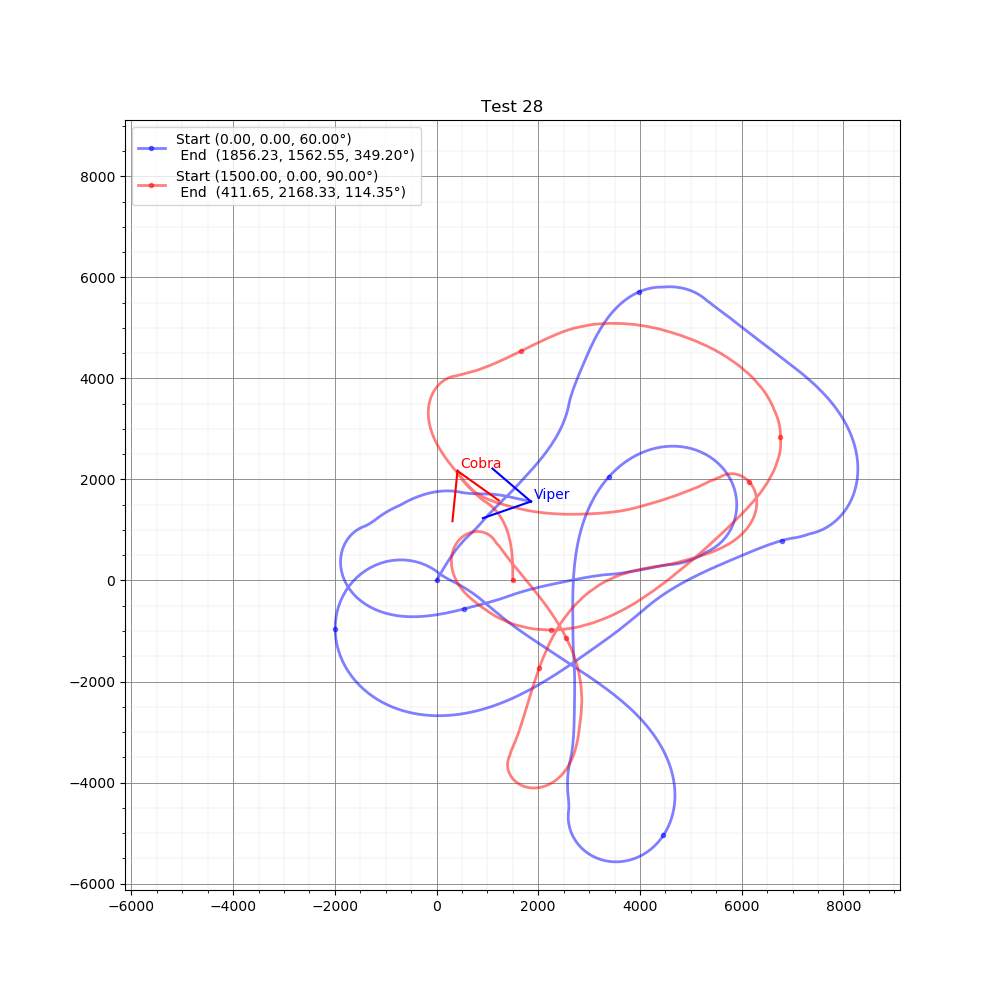 Test 28
Start (0.00, 0.00, 60.00°)
End  (1856.23, 1562.55, 349.20°)
Start (1500.00, 0.00, 90.00°)
End  (411.65, 2168.33, 114.35°)
8000
6000
4000
2000
0
−2000
−4000
−6000
Cobra
Viper
−6000 −4000 −2000 0 2000 4000 6000 8000